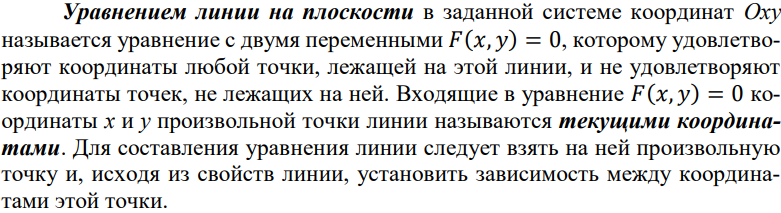 Уравнением линии на плоскости в заданной системе координат Oxy
называется уравнение с двумя переменными F(x, y) = 0, которому удовлетво-
ряют координаты любой точки, лежащей на этой линии, и не удовлетворяют
координаты точек, не лежащих на ней. Входящие в уравнение F(x, y) = 0 ко-
ординаты x и y произвольной точки линии называются текущими координа-
тами. Для составления уравнения линии следует взять на ней произвольную
точку и, исходя из свойств линии, установить зависимость между координа-
тами этой точки.